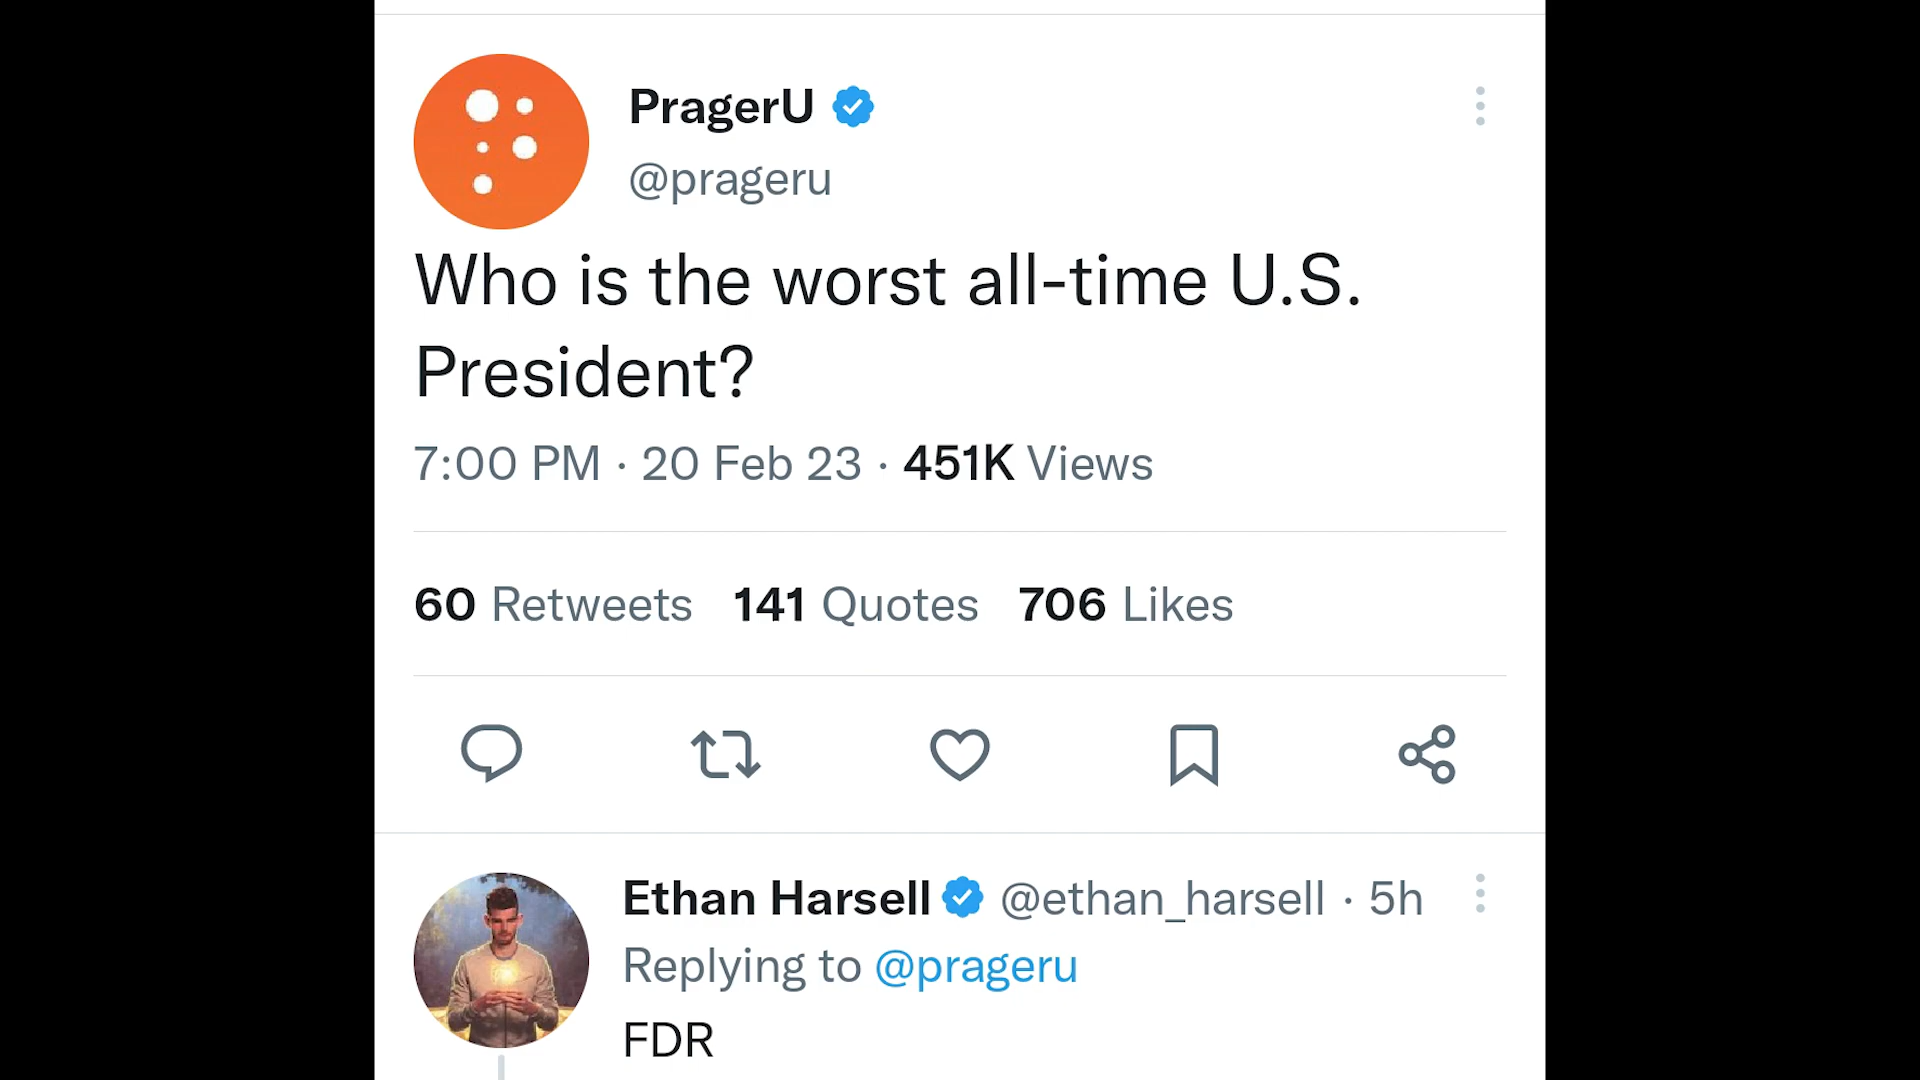 PragerU
@prageru
Who is the worst all-time U.S.
President?
7:00 PM · 20 Feb 23 · 451K Views
60 Retweets 141 Quotes 706 Likes
Ethan Harsell @ethan_harsell · 5h
Replying to @prageru
FDR